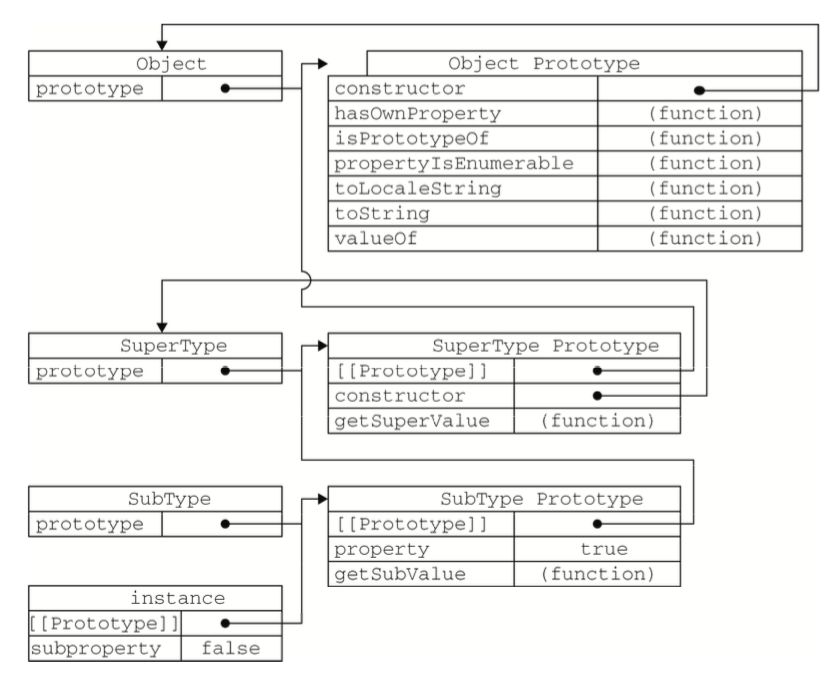 Object
prototype
Object Prototype
constructor
hasOwnProperty (function)
isPrototypeOf (function)
propertyIsEnumerable (function)
toLocaleString (function)
toString (function)
valueOf (function)
SuperType
prototype
SuperType Prototype
[[Prototype]]
constructor
getSuperValue (function)
SubType
prototype
SubType Prototype
[[Prototype]]
property true
getSubValue (function)
instance
[[Prototype]]
subproperty false